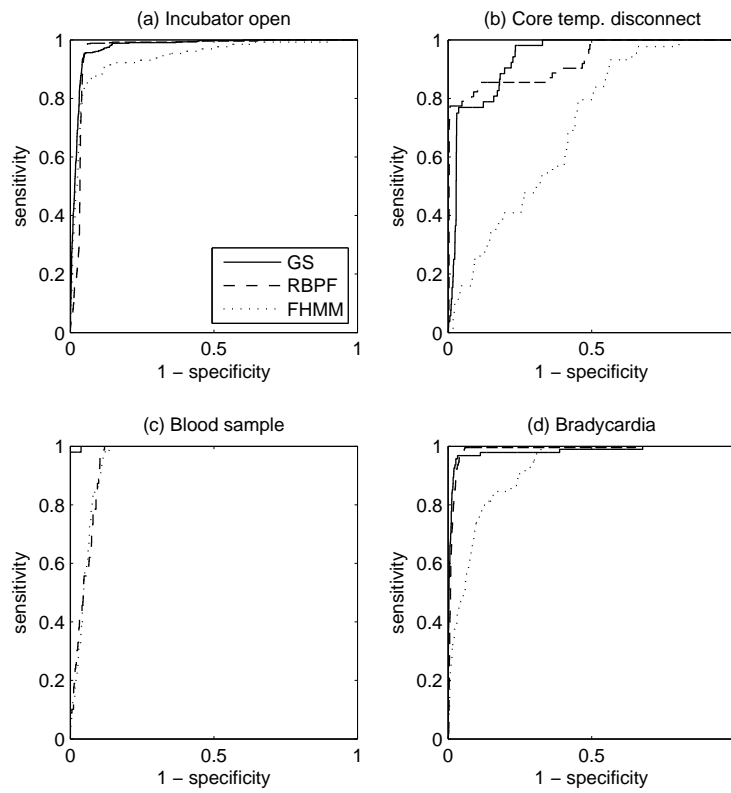 (a) Incubator open
1
0.8
0.6
0.4
0.2
0
sensitivity
0
0.5
1
1 − specificity
GS
RBPF
FHMM
(b) Core temp. disconnect
1
0.8
0.6
0.4
0.2
0
sensitivity
0
0.5
1 − specificity
(c) Blood sample
1
0.8
0.6
0.4
0.2
0
sensitivity
0
0.5
1
1 − specificity
(d) Bradycardia
1
0.8
0.6
0.4
0.2
0
sensitivity
0
0.5
1 − specificity